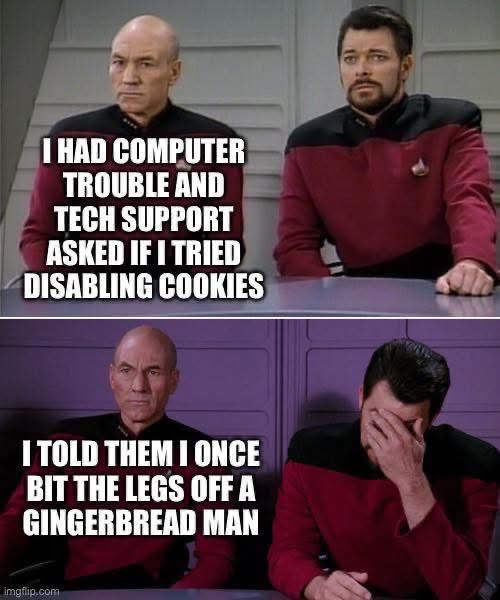 I HAD COMPUTER
TROUBLE AND
TECH SUPPORT
ASKED IF I TRIED
DISABLING COOKIES
I TOLD THEM I ONCE
BIT THE LEGS OFF A
GINGERBREAD MAN
imgflip.com